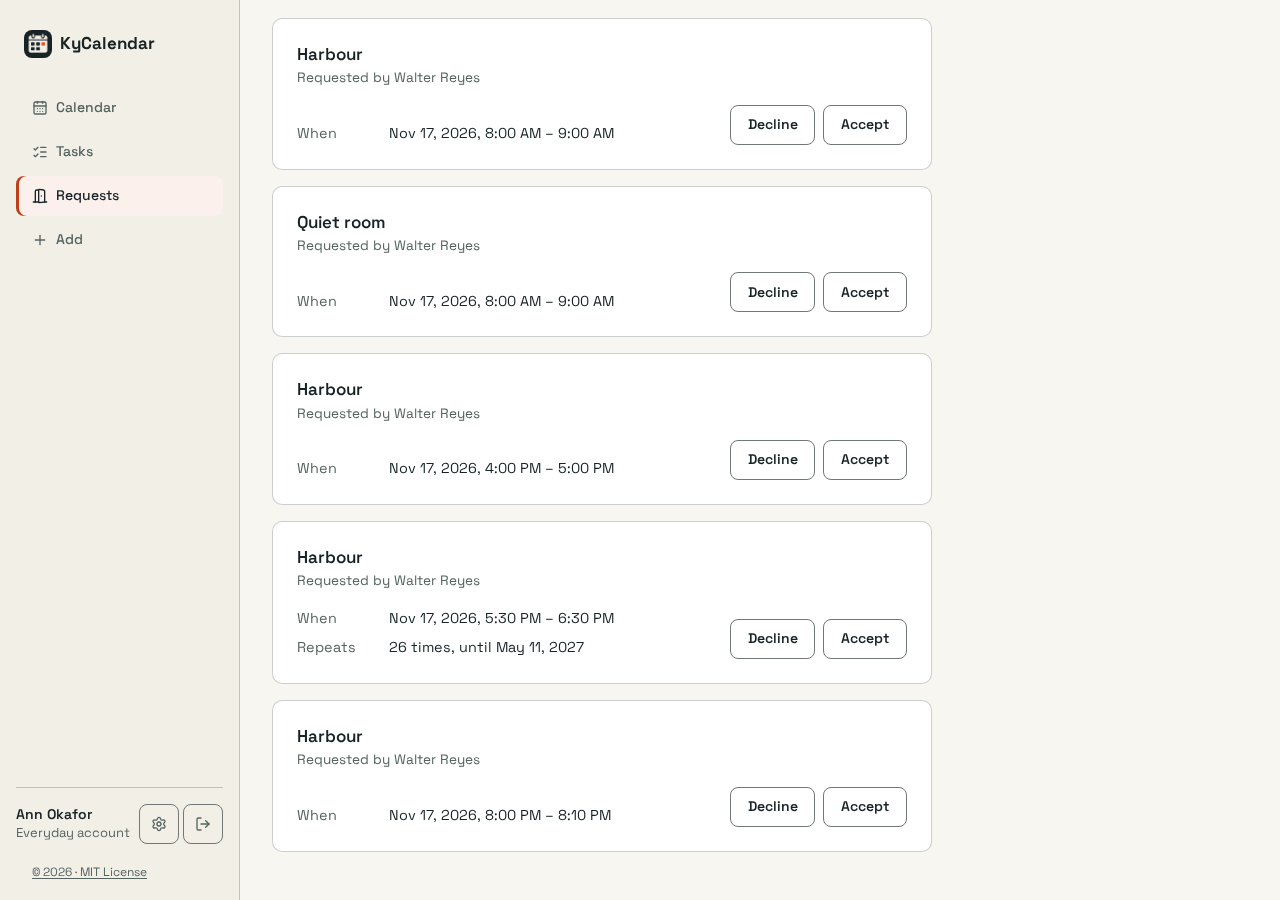 KyCalendar
Calendar
Tasks
Requests
Add
Ann Okafor
Everyday account
© 2026 · MIT License
Harbour
Requested by Walter Reyes
When Nov 17, 2026, 8:00 AM – 9:00 AM
Decline Accept
Quiet room
Requested by Walter Reyes
When Nov 17, 2026, 8:00 AM – 9:00 AM
Decline Accept
Harbour
Requested by Walter Reyes
When Nov 17, 2026, 4:00 PM – 5:00 PM
Decline Accept
Harbour
Requested by Walter Reyes
When Nov 17, 2026, 5:30 PM – 6:30 PM
Repeats 26 times, until May 11, 2027
Decline Accept
Harbour
Requested by Walter Reyes
When Nov 17, 2026, 8:00 PM – 8:10 PM
Decline Accept